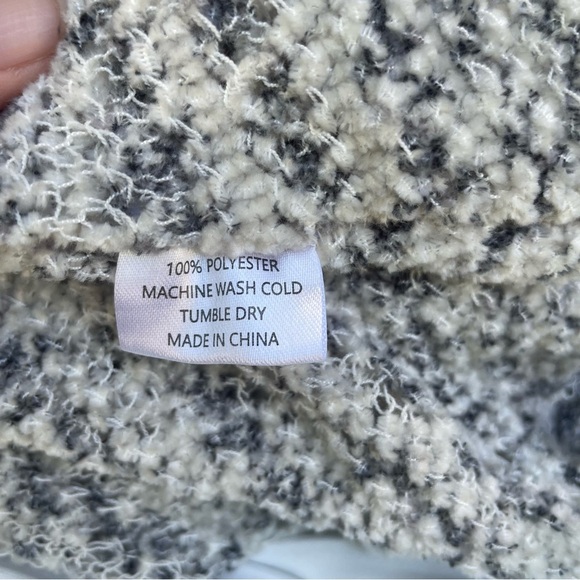 100% POLYESTER
MACHINE WASH COLD
TUMBLE DRY
MADE IN CHINA